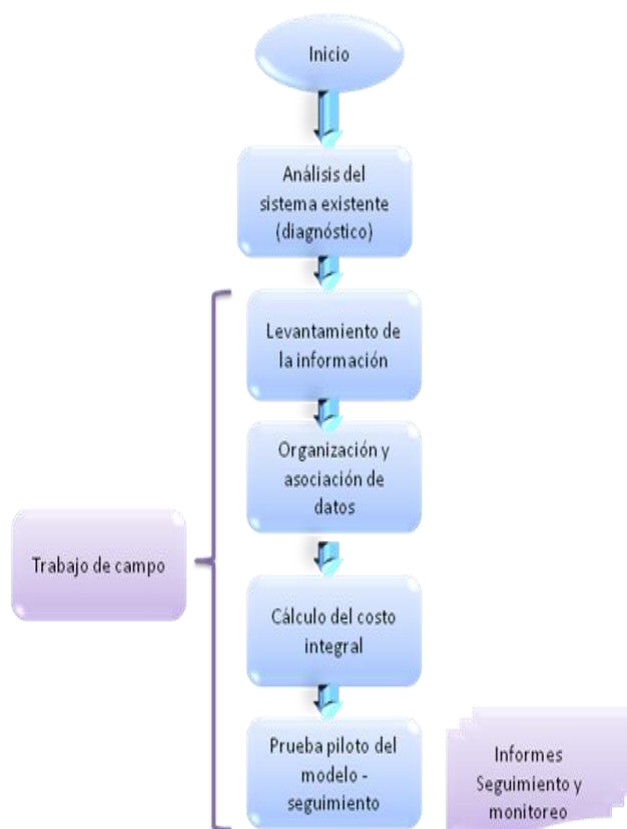 Inicio
Análisis del
sistema existente
(diagnóstico)
Levantamiento de
la información
Organización y
asociación de
datos
Trabajo de campo
Cálculo del costo
integral
Prueba piloto del
modelo -
seguimiento
Informes
Seguimiento y
monitoreo